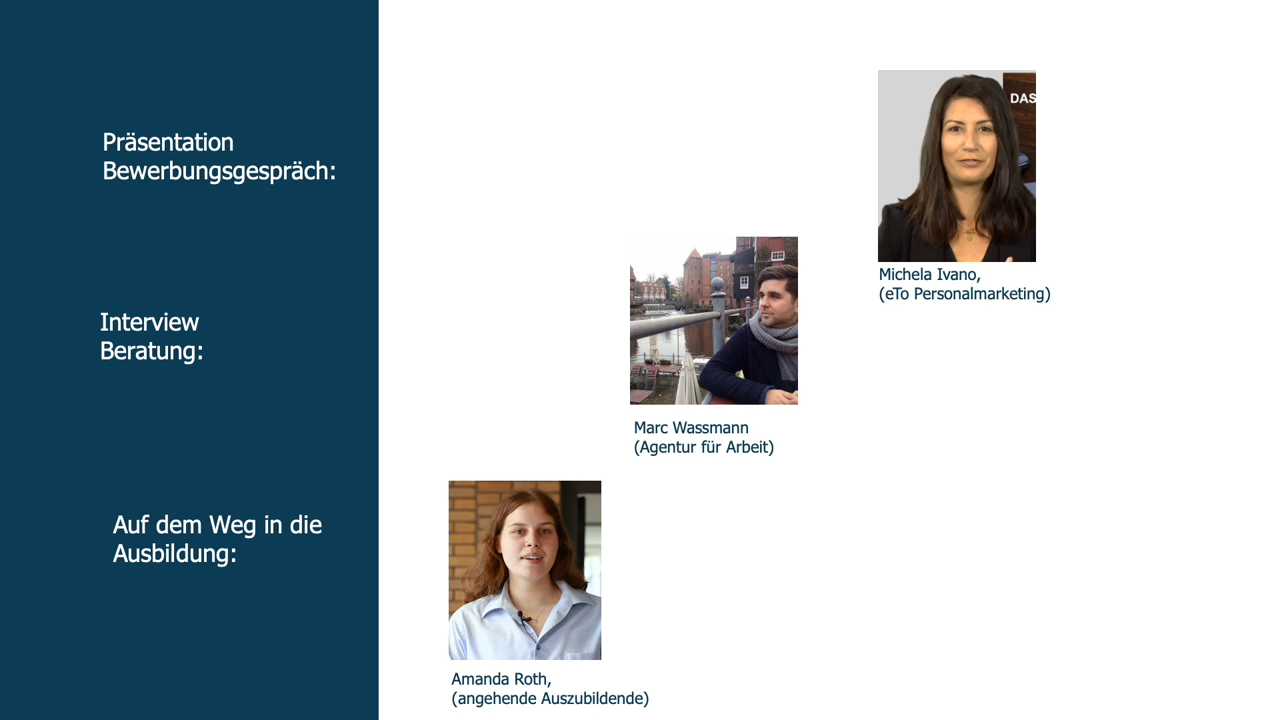 Präsentation
Bewerbungsgespräch:
DAS
Michela Ivano,
(eTo Personalmarketing)
Interview
Beratung:
Marc Wassmann
(Agentur für Arbeit)
Auf dem Weg in die
Ausbildung:
Amanda Roth,
(angehende Auszubildende)